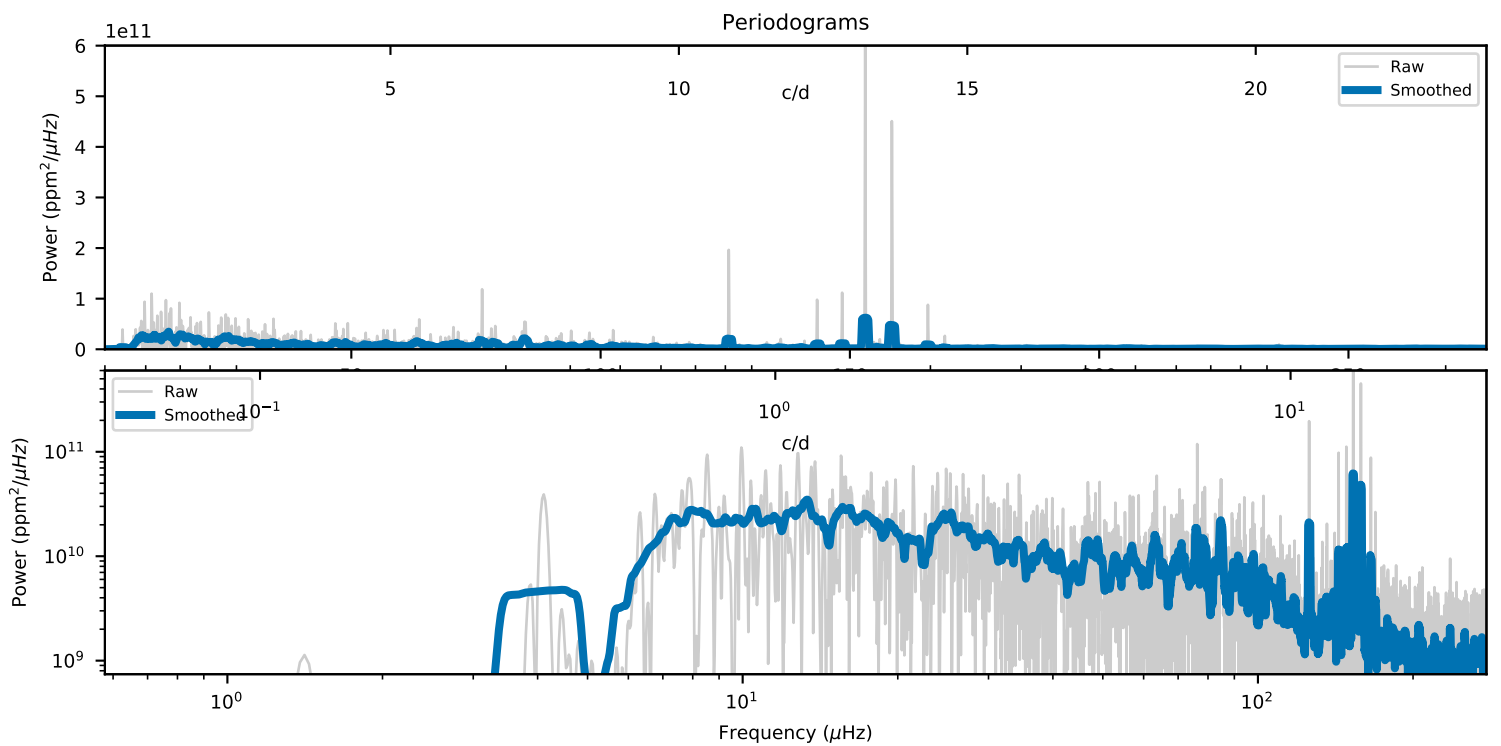 Periodograms
1e11
6
5
4
3
2
1
0
Power (ppm²/μHz)
5 10 15 20
c/d
Raw
Smoothed
Raw
Smoothed
10⁻¹ 10⁰ 10¹
c/d
10¹¹
10¹⁰
10⁹
Power (ppm²/μHz)
10⁰ 10¹ 10²
Frequency (μHz)